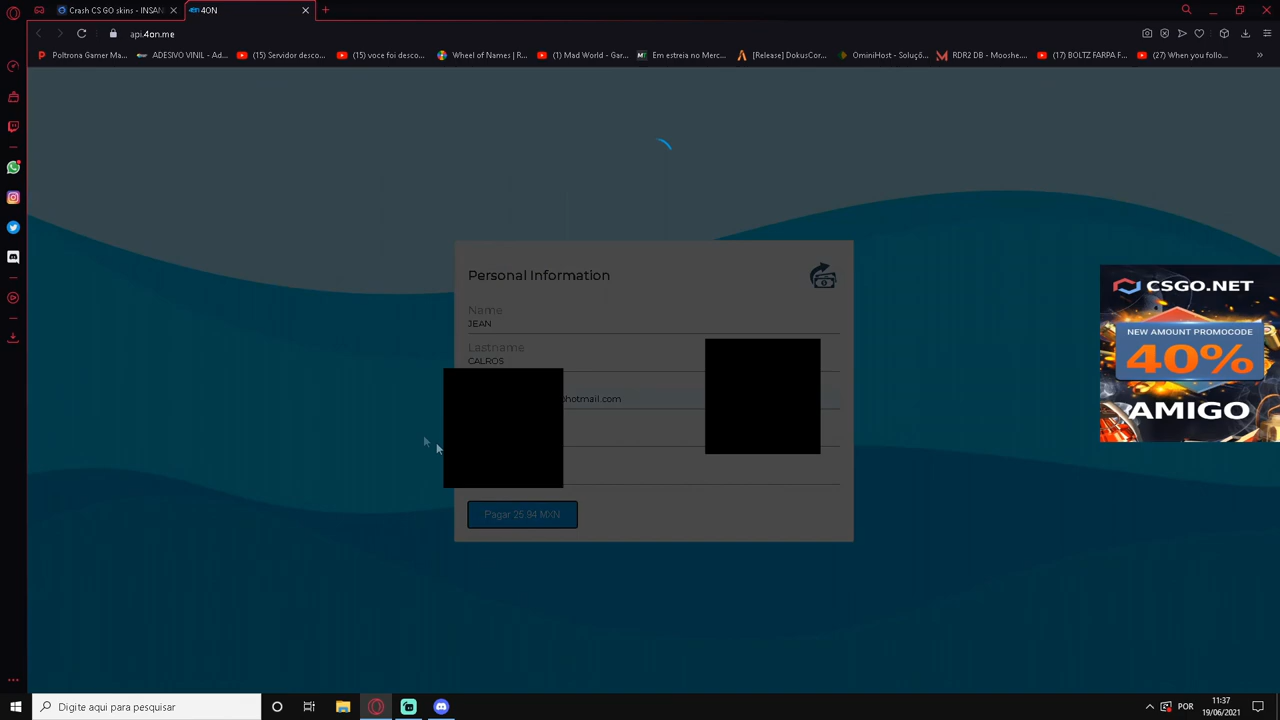 Crash CS GO skins - INSAN
4ON
api.4on.me
Poltrona Gamer Ma...
ADESIVO VINIL - Ad...
(15) Servidor desco...
(15) voce foi descon...
Wheel of Names | R...
(1) Mad World - Gar...
Em estreia no Merc...
[Release] DokusCor...
OminiHost - Soluçõ...
RDR2 DB - Mooshe...
(17) BOLTZ FARPA F...
(27) When you follo...
Personal Information
Name
JEAN
Lastname
CALROS
hotmail.com
Pagar 25.94 MXN
CSGO.NET
NEW AMOUNT PROMOCODE
40%
AMIGO
Digite aqui para pesquisar
POR
11:37
19/06/2021